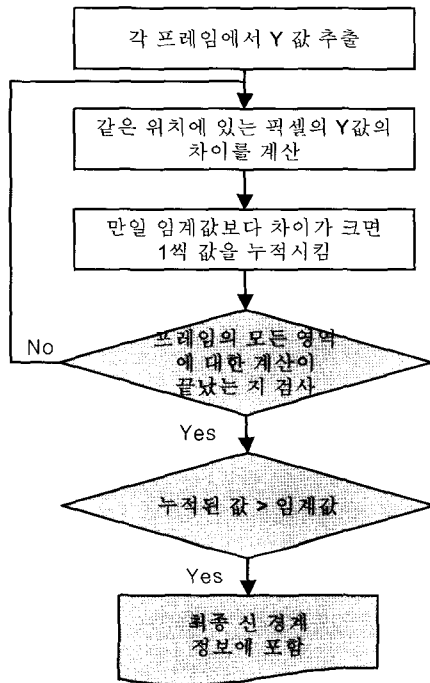 각 프레임에서 Y 값 추출
같은 위치에 있는 픽셀의 Y값의
차이를 계산
만일 임계값보다 차이가 크면
1씩 값을 누적시킴
프레임의 모든 영역
에 대한 계산이
끝났는 지 검사
No
Yes
누적된 값 > 임계값
Yes
최종 신 경계
정보에 포함